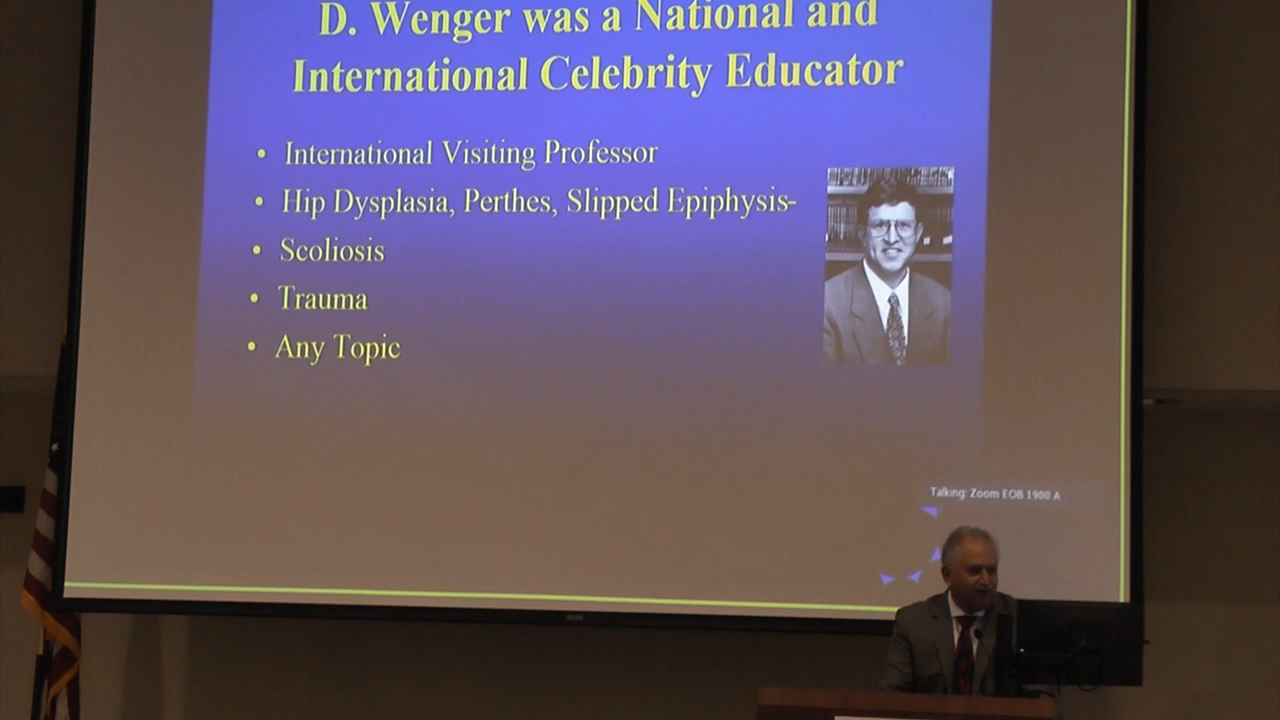 D. Wenger was a National and
International Celebrity Educator
• International Visiting Professor
• Hip Dysplasia, Perthes, Slipped Epiphysis-
• Scoliosis
• Trauma
• Any Topic
Talking: Zoom EOB 1900 A